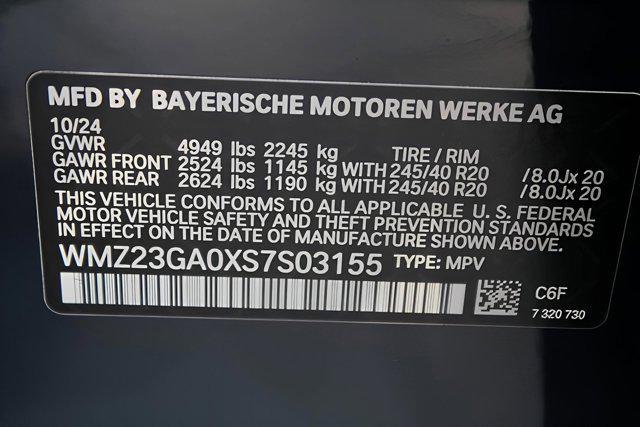 MFD BY BAYERISCHE MOTOREN WERKE AG
10/24
GVWR 4949 lbs 2245 kg TIRE / RIM
GAWR FRONT 2524 lbs 1145 kg WITH 245/40 R20 /8.0Jx 20
GAWR REAR 2624 lbs 1190 kg WITH 245/40 R20 /8.0Jx 20
THIS VEHICLE CONFORMS TO ALL APPLICABLE U. S. FEDERAL
MOTOR VEHICLE SAFETY AND THEFT PREVENTION STANDARDS
IN EFFECT ON THE DATE OF MANUFACTURE SHOWN ABOVE.
WMZ23GA0XS7S03155 TYPE: MPV
C6F
7 320 730